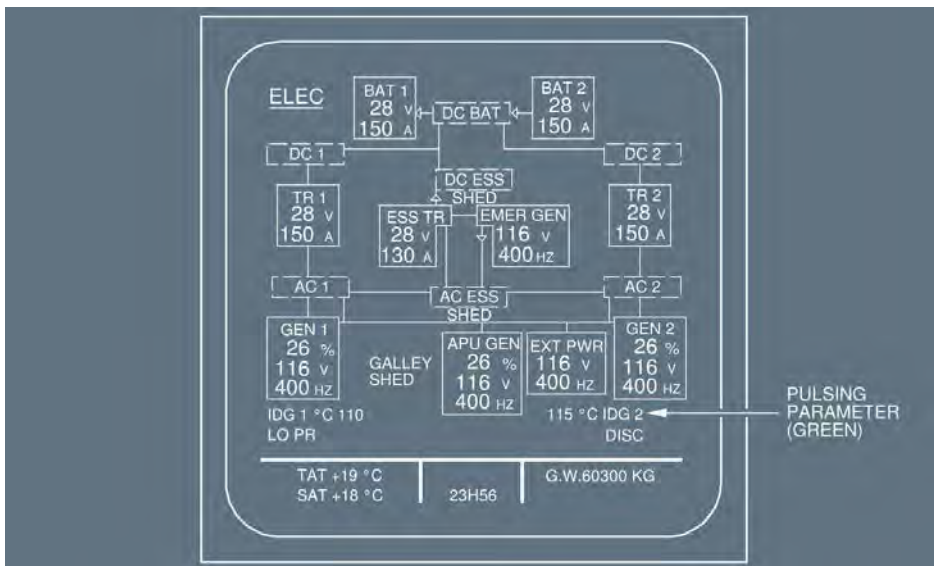 ELEC
BAT 1
28 V
150 A
DC BAT
BAT 2
28 V
150 A
DC 1
DC 2
DC ESS
SHED
TR 1
28 V
150 A
ESS TR
28 V
130 A
EMER GEN
116 V
400 HZ
TR 2
28 V
150 A
AC 1
AC ESS
SHED
AC 2
GEN 1
26 %
116 V
400 HZ
GALLEY
SHED
APU GEN
26 %
116 V
400 HZ
EXT PWR
116 V
400 HZ
GEN 2
26 %
116 V
400 HZ
IDG 1 °C 110
LO PR
115 °C IDG 2
DISC
PULSING
PARAMETER
(GREEN)
TAT +19 °C
SAT +18 °C
23H56
G.W.60300 KG